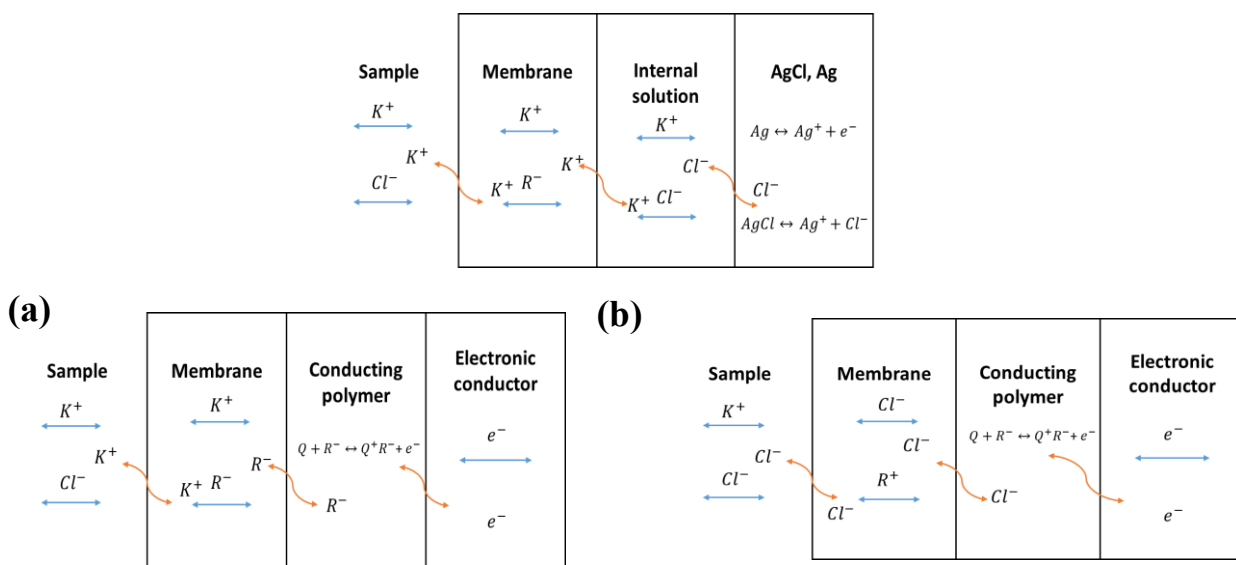 Sample
Membrane
Internal
solution
AgCl, Ag
K⁺
K⁺
K⁺
Ag ↔ Ag⁺ + e⁻
K⁺
K⁺
Cl⁻
Cl⁻
K⁺ R⁻
K⁺ Cl⁻
Cl⁻
AgCl ↔ Ag⁺ + Cl⁻
(a)
Sample
Membrane
Conducting
polymer
Electronic
conductor
K⁺
K⁺
Q + R⁻ ↔ Q⁺R⁻ + e⁻
e⁻
K⁺
R⁻
Cl⁻
K⁺ R⁻
R⁻
e⁻
(b)
Sample
Membrane
Conducting
polymer
Electronic
conductor
K⁺
Cl⁻
Q + R⁻ ↔ Q⁺R⁻ + e⁻
e⁻
Cl⁻
Cl⁻
Cl⁻
R⁺
Cl⁻
Cl⁻
e⁻